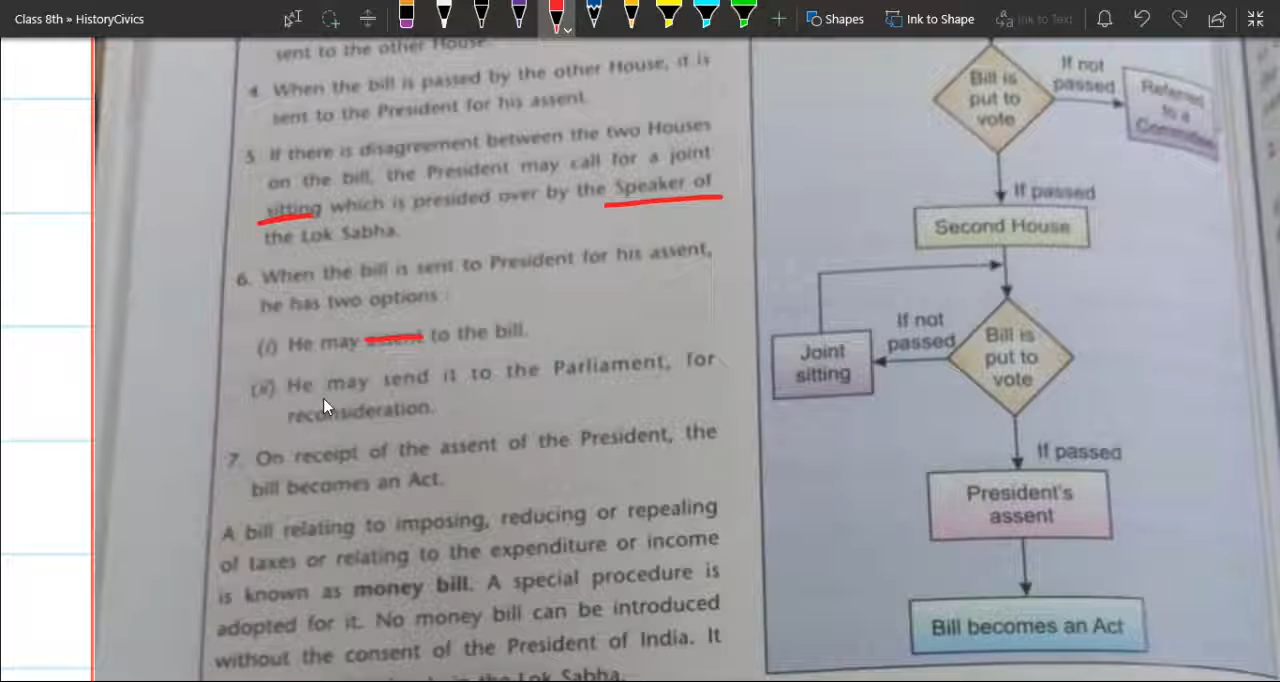 Class 8th » HistoryCivics
Shapes
Ink to Shape
Ink to Text
sent to the other House.
4. When the bill is passed by the other House, it is
sent to the President for his assent.
5. If there is disagreement between the two Houses
on the bill, the President may call for a joint
sitting which is presided over by the Speaker of
the Lok Sabha.
6. When the bill is sent to President for his assent,
he has two options :
(i) He may assent to the bill.
(ii) He may send it to the Parliament, for
reconsideration.
7. On receipt of the assent of the President, the
bill becomes an Act.
A bill relating to imposing, reducing or repealing
of taxes or relating to the expenditure or income
is known as money bill. A special procedure is
adopted for it. No money bill can be introduced
without the consent of the President of India. It
in the Lok Sabha.
Bill is
put to
vote
If not
passed
Referred
to a
Committee
If passed
Second House
Bill is
put to
vote
If not
passed
Joint
sitting
If passed
President's
assent
Bill becomes an Act